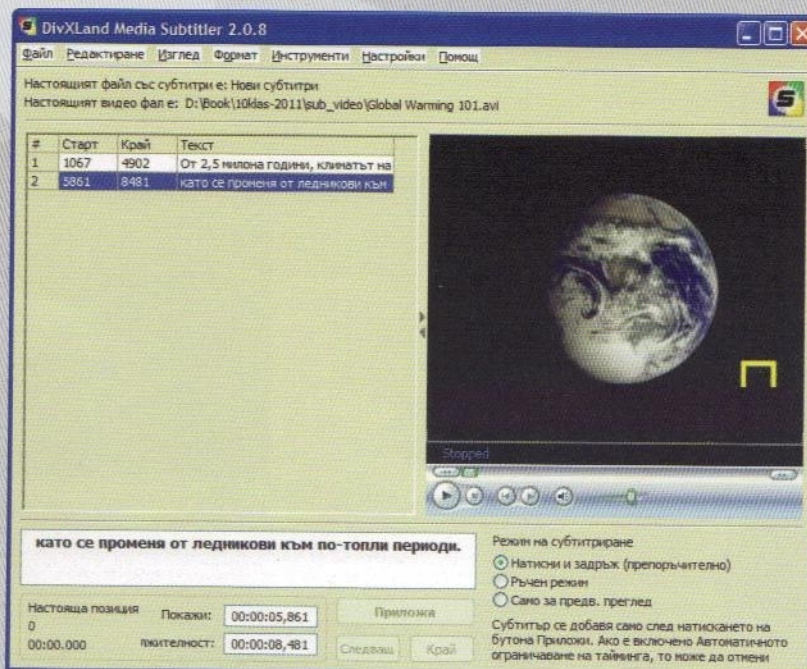 DivXLand Media Subtitler 2.0.8
Файл Редактиране Изглед Формат Инструменти Настройки Помощ
Настоящият файл със субтитри е: Нови субтитри
Настоящият видео фал е: D:\Book\10klas-2011\sub_video\Global Warming 101.avi
# Старт Край Текст
1 1067 4902 От 2,5 милона години, климатът на
2 5861 8481 като се променя от ледникови към
Stopped
като се променя от ледникови към по-топли периоди.
Режим на субтитриране
Натисни и задръж (препоръчително)
Ръчен режим
Само за предв. преглед
Настояща позиция
0
00:00.000
Покажи: 00:00:05,861
лжителност: 00:00:08,481
Приложи
Следващ Край
Субтитър се добавя само след натискането на
бутона Приложи. Ако е включено Автоматичното
ограничаване на тайминга, то може да отмени